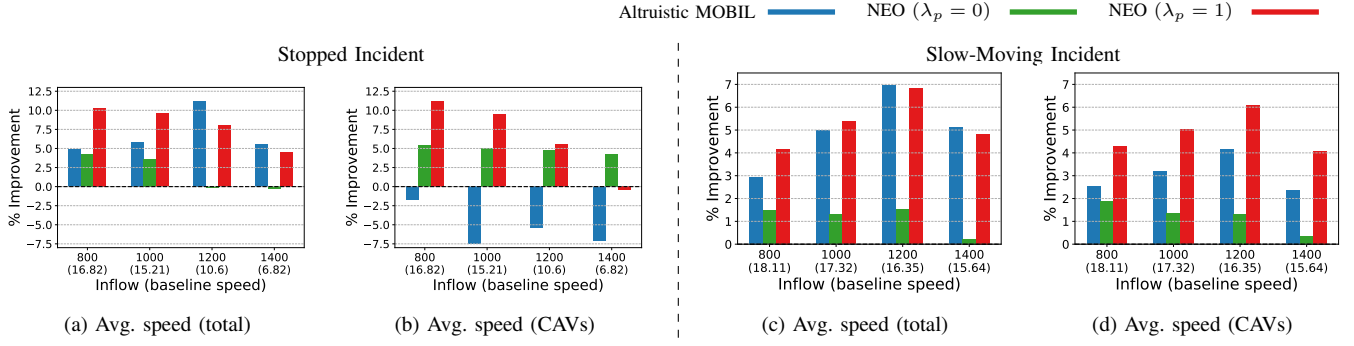 Altruistic MOBIL NEO (λp = 0) NEO (λp = 1)
Stopped Incident
Slow-Moving Incident
% Improvement
12.5
10.0
7.5
5.0
2.5
0.0
−2.5
−5.0
−7.5
800 1000 1200 1400
(16.82) (15.21) (10.6) (6.82)
Inflow (baseline speed)
(a) Avg. speed (total)
% Improvement
12.5
10.0
7.5
5.0
2.5
0.0
−2.5
−5.0
−7.5
800 1000 1200 1400
(16.82) (15.21) (10.6) (6.82)
Inflow (baseline speed)
(b) Avg. speed (CAVs)
% Improvement
7
6
5
4
3
2
1
0
800 1000 1200 1400
(18.11) (17.32) (16.35) (15.64)
Inflow (baseline speed)
(c) Avg. speed (total)
% Improvement
7
6
5
4
3
2
1
0
800 1000 1200 1400
(18.11) (17.32) (16.35) (15.64)
Inflow (baseline speed)
(d) Avg. speed (CAVs)